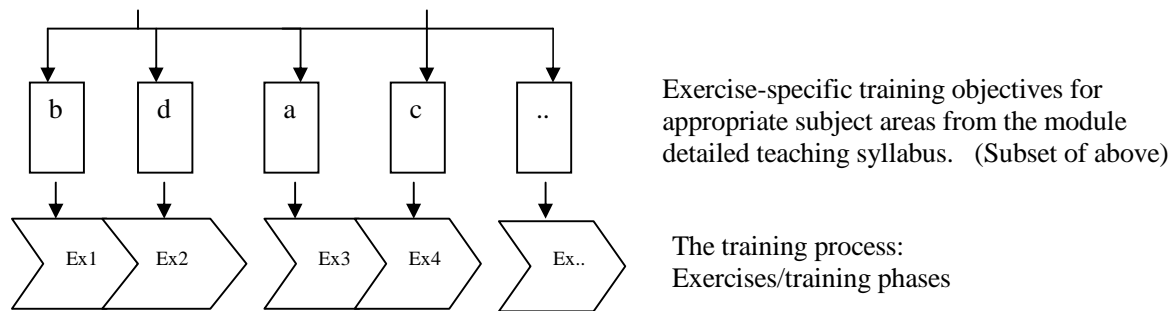 b d a c ..
Exercise-specific training objectives for
appropriate subject areas from the module
detailed teaching syllabus. (Subset of above)
Ex1 Ex2 Ex3 Ex4 Ex..
The training process:
Exercises/training phases